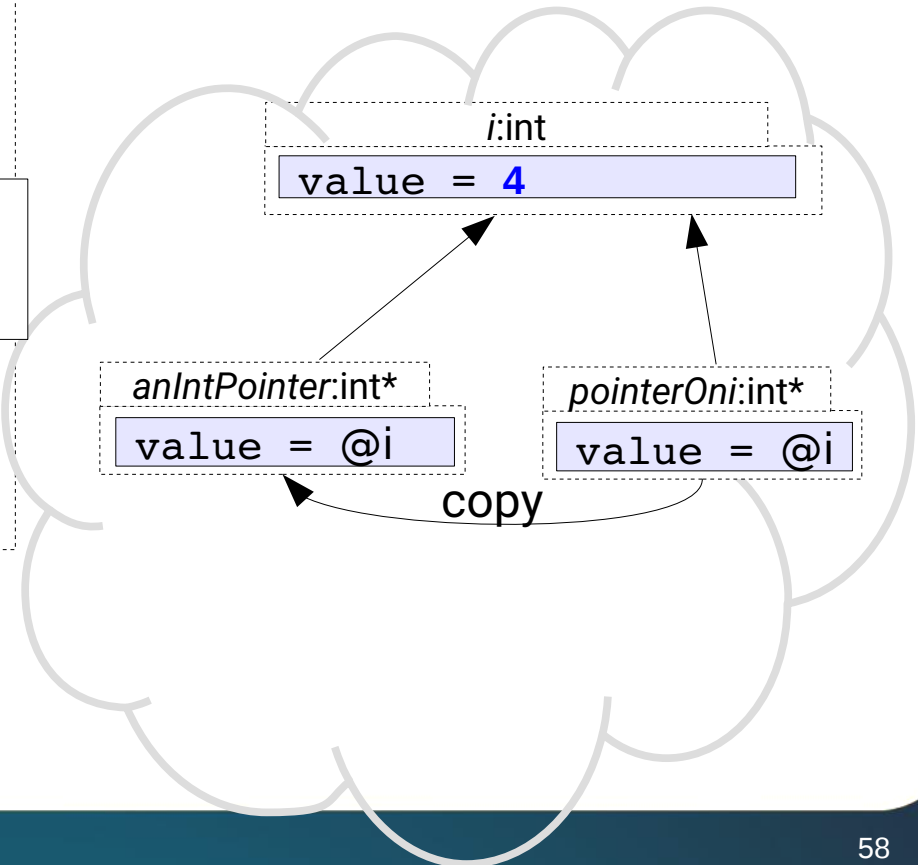 i:int
value = 4
anIntPointer:int*
pointerOni:int*
value = @i
value = @i
copy
58